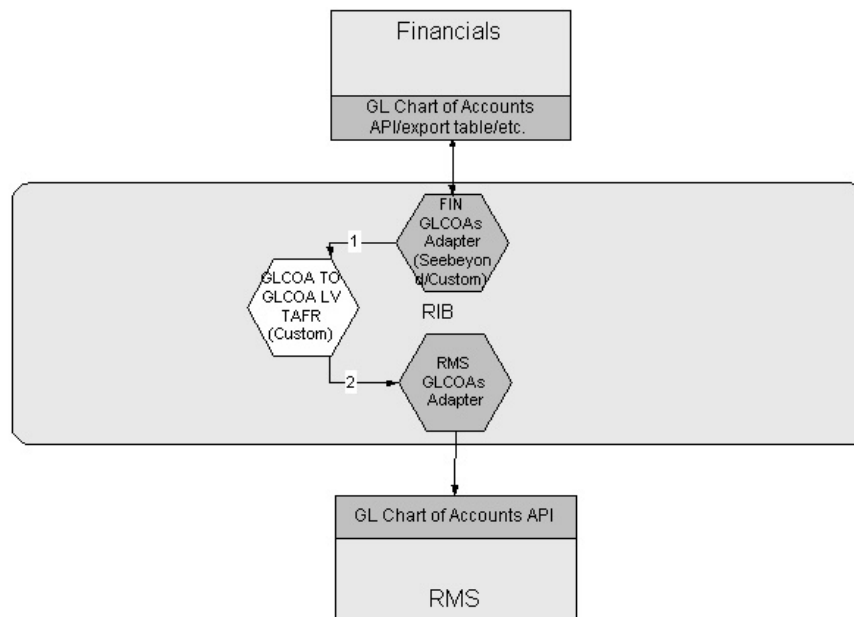 Financials
GL Chart of Accounts
API/export table/etc.
FIN
GLCOAs
Adapter
(Seebeyon
d/Custom)
1
GLCOA TO
GLCOA LV
TAFR
(Custom)
RIB
RMS
GLCOAs
Adapter
2
GL Chart of Accounts API
RMS